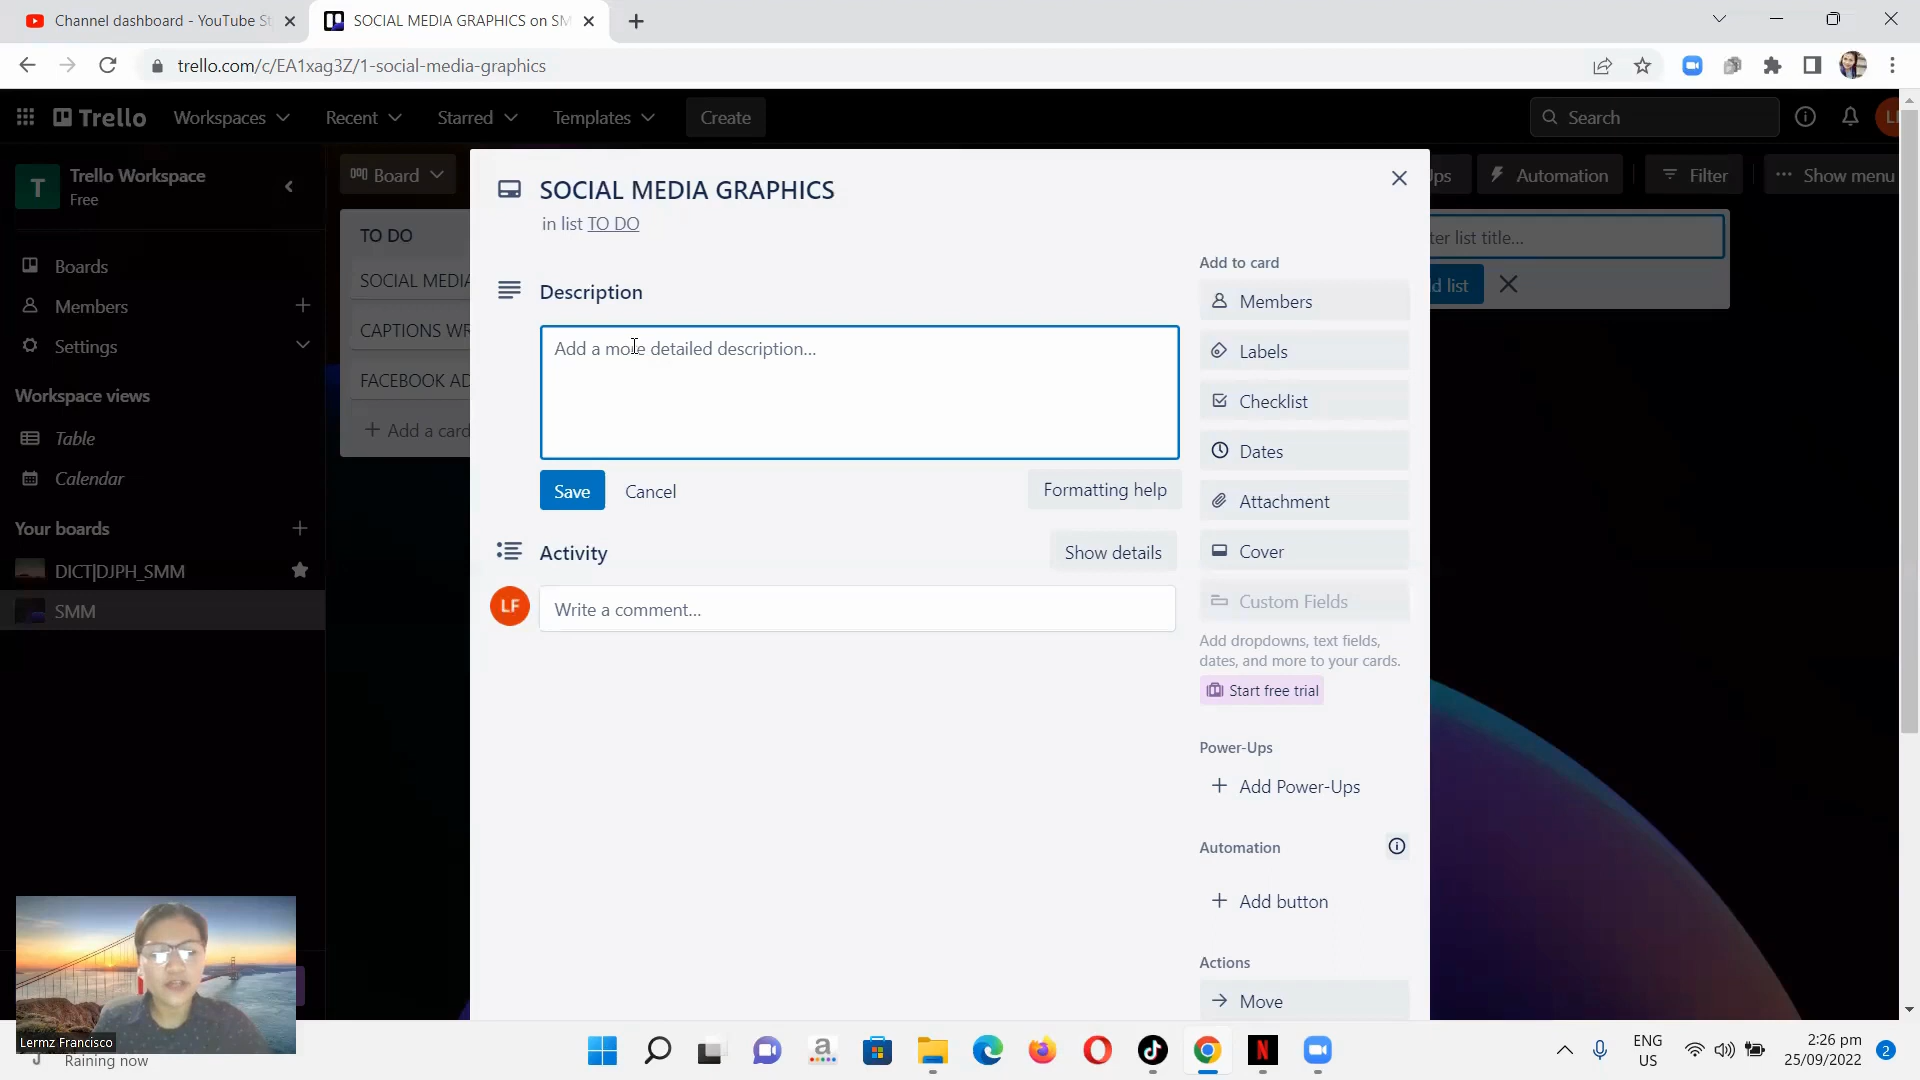 Channel dashboard - YouTube St
SOCIAL MEDIA GRAPHICS on SM
trello.com/c/EA1xag3Z/1-social-media-graphics
Trello
Workspaces
Recent
Starred
Templates
Create
Search
T
Trello Workspace
Free
Board
SOCIAL MEDIA GRAPHICS
in list TO DO
Automation
Filter
Show menu
Boards
Members
Settings
Workspace views
Table
Calendar
Your boards
DICT|DJPH_SMM
SMM
TO DO
SOCIAL MEDIA
CAPTIONS WR
FACEBOOK AD
Add a card
Description
Add a more detailed description...
Save
Cancel
Formatting help
Activity
Show details
LF
Write a comment...
Add to card
Members
Labels
Checklist
Dates
Attachment
Cover
Custom Fields
Add dropdowns, text fields,
dates, and more to your cards.
Start free trial
Power-Ups
Add Power-Ups
Automation
Add button
Actions
Move
list title...
list
Lermz Francisco
Raining now
ENG
US
2:26 pm
25/09/2022
2